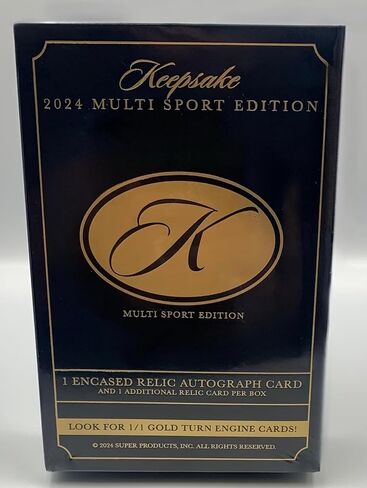 Keepsake
2024 MULTI SPORT EDITION
K
MULTI SPORT EDITION
1 ENCASED RELIC AUTOGRAPH CARD
AND 1 ADDITIONAL RELIC CARD PER BOX
LOOK FOR 1/1 GOLD TURN ENGINE CARDS!
© 2024 SUPER PRODUCTS, INC. ALL RIGHTS RESERVED.